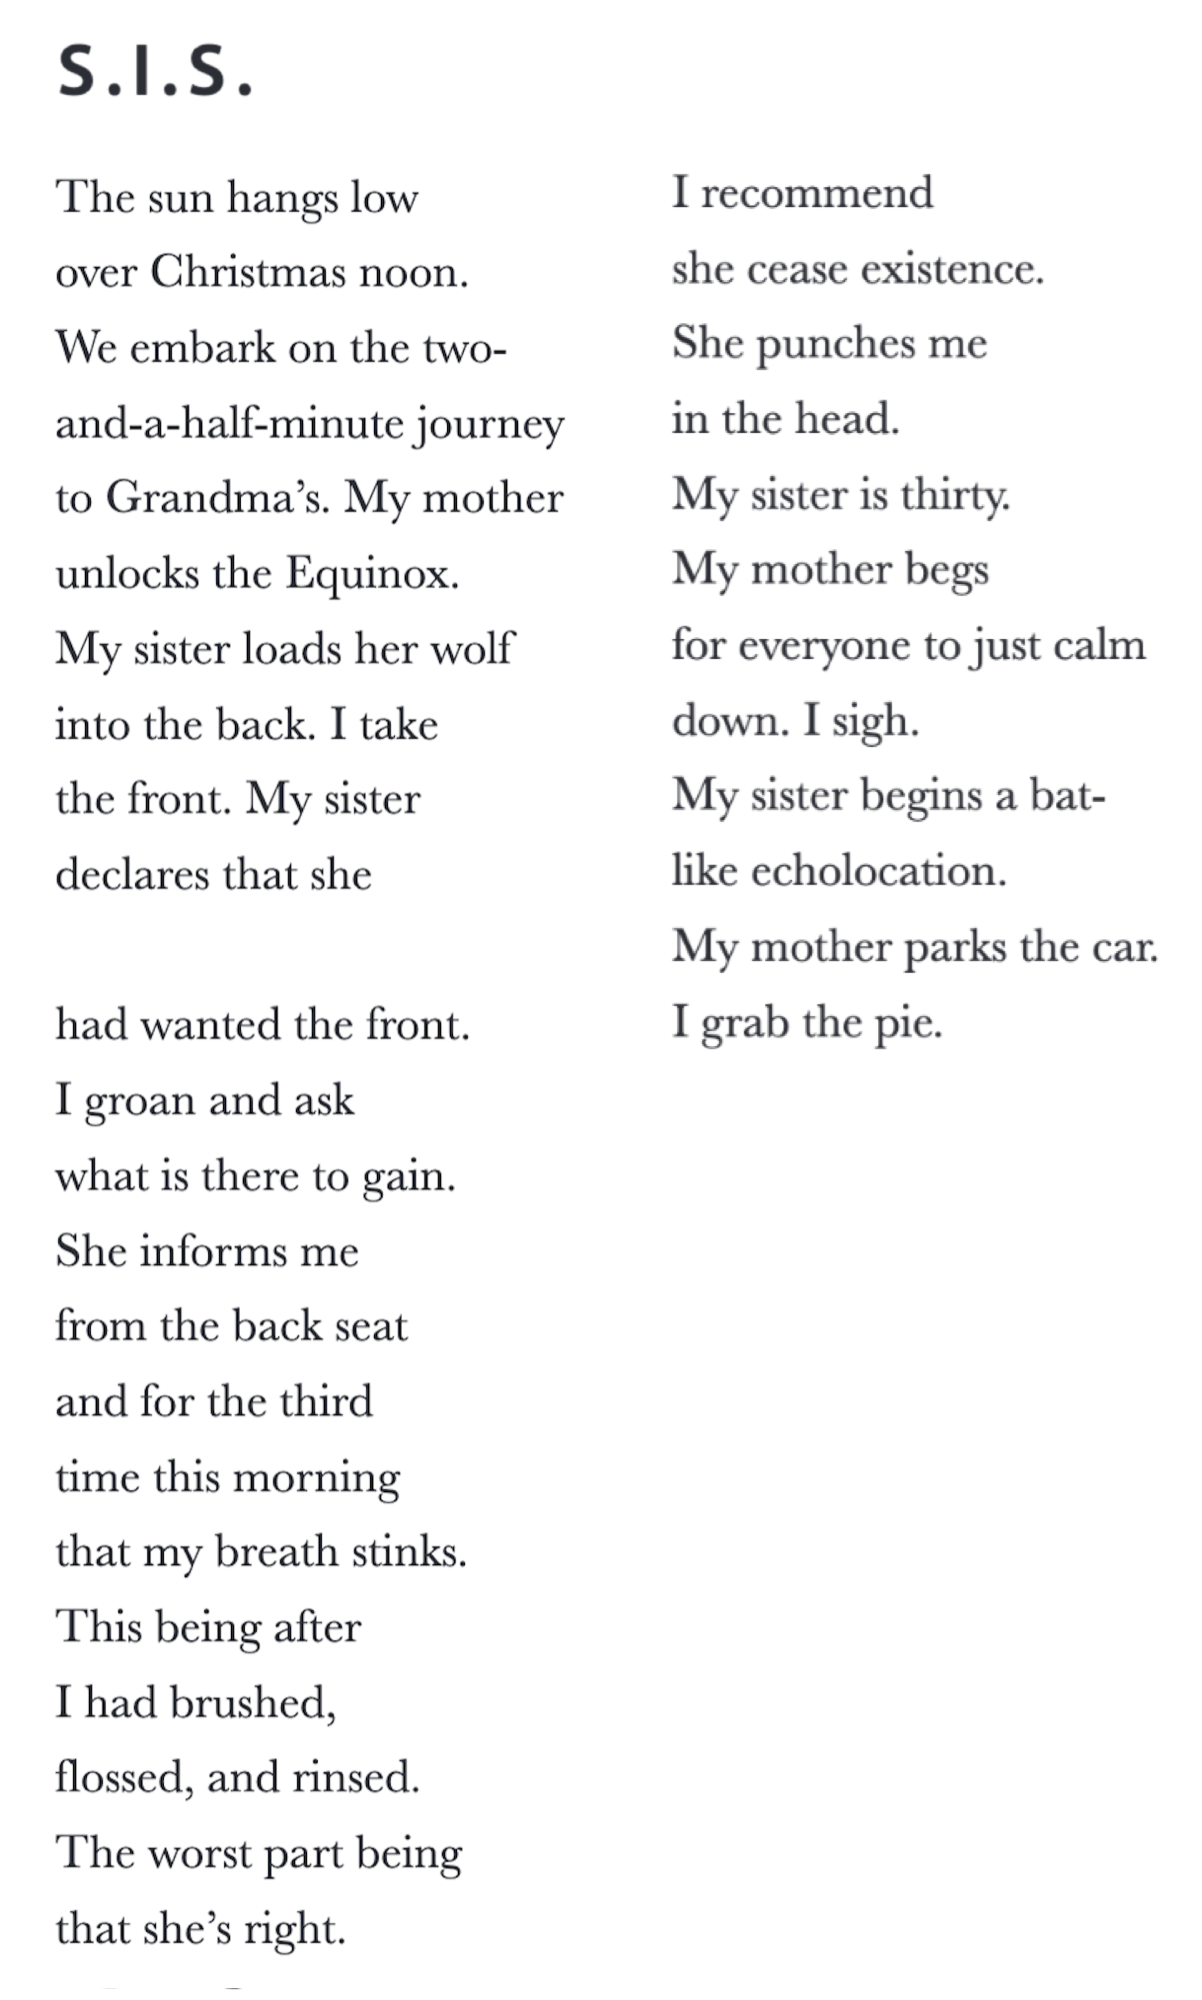 S.I.S.
The sun hangs low
over Christmas noon.
We embark on the two-
and-a-half-minute journey
to Grandma’s. My mother
unlocks the Equinox.
My sister loads her wolf
into the back. I take
the front. My sister
declares that she
had wanted the front.
I groan and ask
what is there to gain.
She informs me
from the back seat
and for the third
time this morning
that my breath stinks.
This being after
I had brushed,
flossed, and rinsed.
The worst part being
that she’s right.
I recommend
she cease existence.
She punches me
in the head.
My sister is thirty.
My mother begs
for everyone to just calm
down. I sigh.
My sister begins a bat-
like echolocation.
My mother parks the car.
I grab the pie.